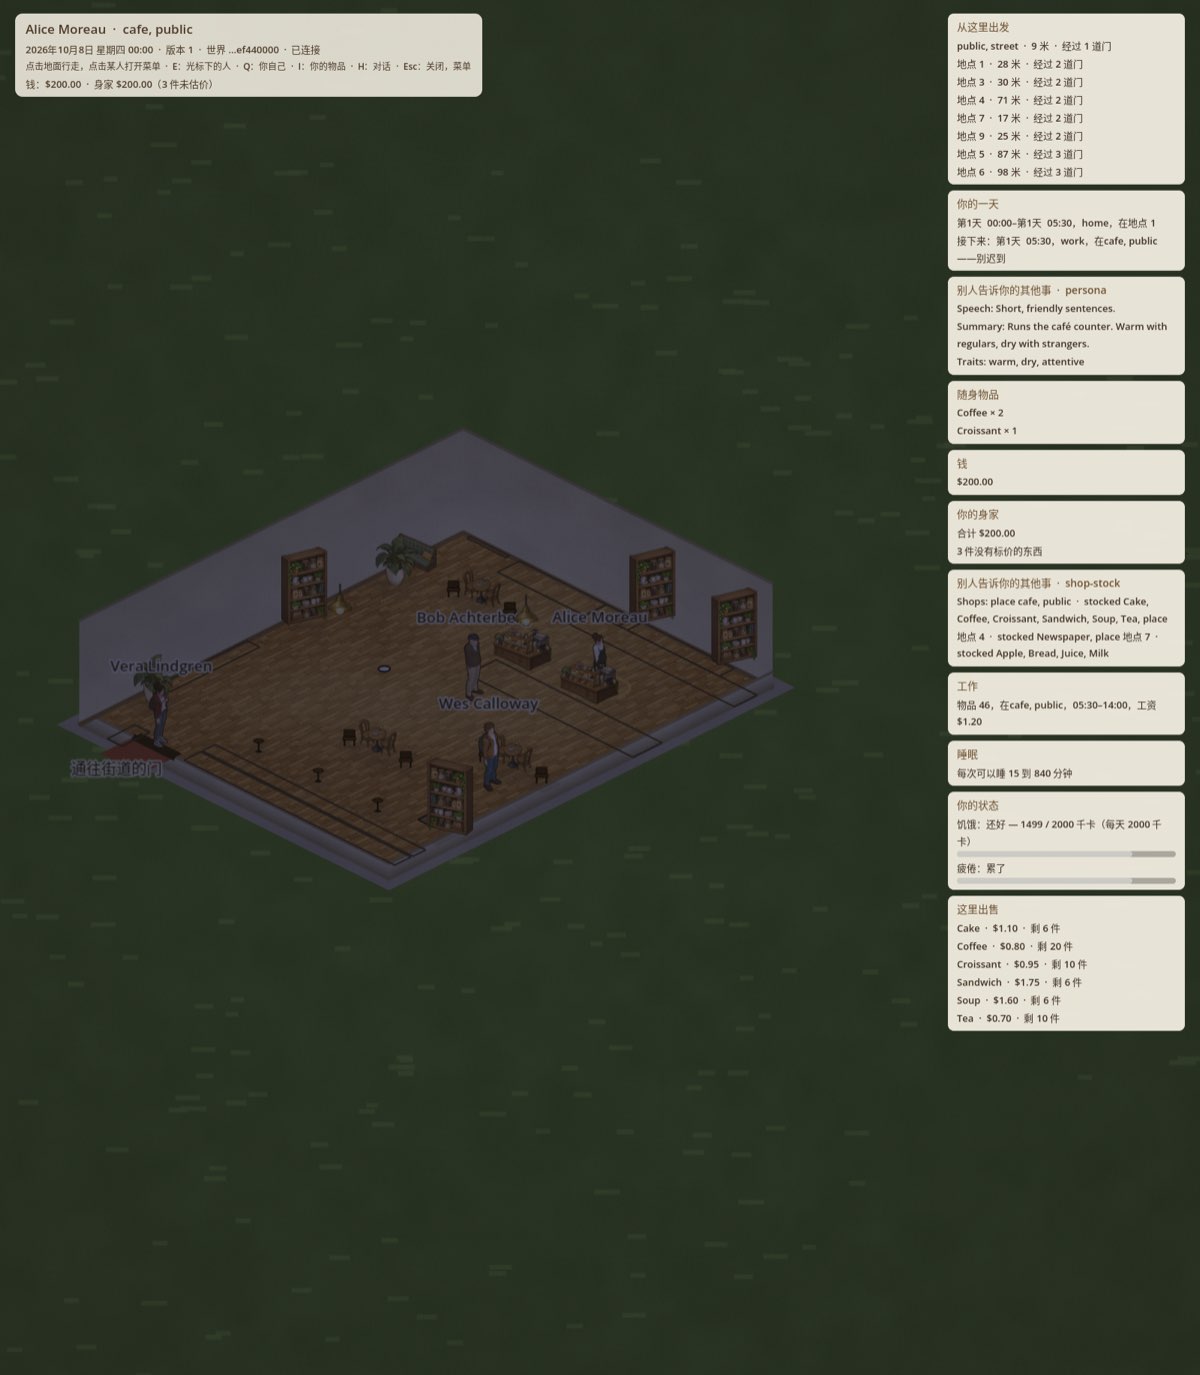 Alice Moreau · cafe, public
2026年10月8日 星期四 00:00 · 版本 1 · 世界 …ef440000 · 已连接
点击地面行走，点击某人打开菜单 · E：光标下的人 · Q：你自己 · I：你的物品 · H：对话 · Esc：关闭，菜单
钱：$200.00 · 身家 $200.00（3 件未估价）
从这里出发
public, street · 9 米 · 经过 1 道门
地点 1 · 28 米 · 经过 2 道门
地点 3 · 30 米 · 经过 2 道门
地点 4 · 71 米 · 经过 2 道门
地点 7 · 17 米 · 经过 2 道门
地点 9 · 25 米 · 经过 2 道门
地点 5 · 87 米 · 经过 3 道门
地点 6 · 98 米 · 经过 3 道门
你的一天
第1天 00:00–第1天 05:30，home，在地点 1
接下来：第1天 05:30，work，在cafe, public
——别迟到
别人告诉你的其他事 · persona
Speech: Short, friendly sentences.
Summary: Runs the café counter. Warm with
regulars, dry with strangers.
Traits: warm, dry, attentive
随身物品
Coffee × 2
Croissant × 1
钱
$200.00
你的身家
合计 $200.00
3 件没有标价的东西
别人告诉你的其他事 · shop-stock
Shops: place cafe, public · stocked Cake,
Coffee, Croissant, Sandwich, Soup, Tea, place
地点 4 · stocked Newspaper, place 地点 7 ·
stocked Apple, Bread, Juice, Milk
工作
物品 46，在cafe, public，05:30–14:00，工资
$1.20
睡眠
每次可以睡 15 到 840 分钟
你的状态
饥饿：还好 — 1499 / 2000 千卡（每天 2000 千
卡）
疲倦：累了
这里出售
Cake · $1.10 · 剩 6 件
Coffee · $0.80 · 剩 20 件
Croissant · $0.95 · 剩 10 件
Sandwich · $1.75 · 剩 6 件
Soup · $1.60 · 剩 6 件
Tea · $0.70 · 剩 10 件
Bob Achterbe
Alice Moreau
Vera Lindgren
Wes Calloway
通往街道的门